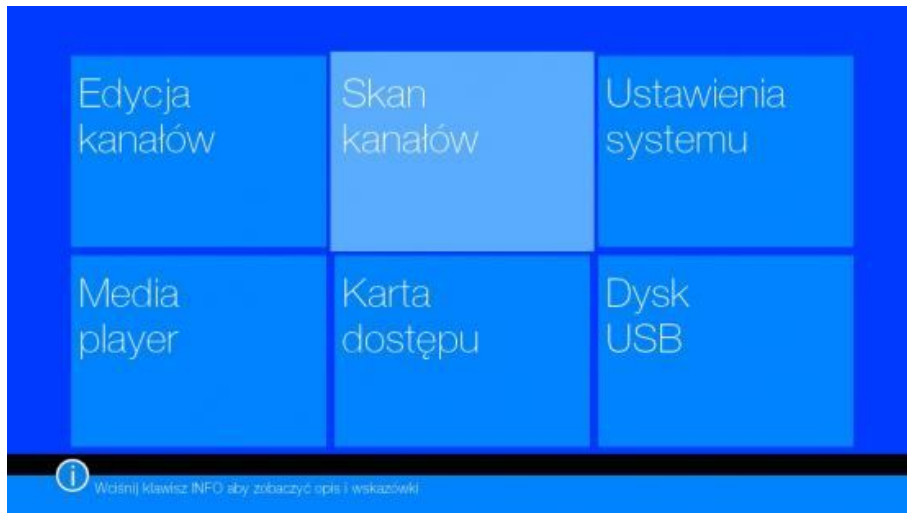 Edycja
kanałów
Skan
kanałów
Ustawienia
systemu
Media
player
Karta
dostępu
Dysk
USB
i
Wciśnij klawisz INFO aby zobaczyć opis i wskazówki